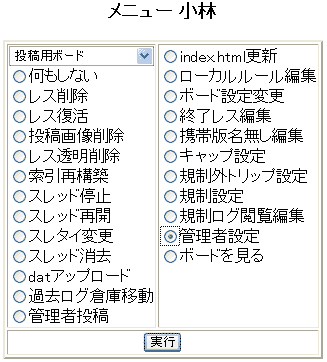 メニュー 小林
投稿用ボード
何もしない
レス削除
レス復活
投稿画像削除
レス透明削除
索引再構築
スレッド停止
スレッド再開
スレタイ変更
スレッド消去
datアップロード
過去ログ倉庫移動
管理者投稿
index.html更新
ローカルルール編集
ボード設定変更
終了レス編集
携帯版名無し編集
キャップ設定
規制外トリップ設定
規制設定
規制ログ閲覧編集
管理者設定
ボードを見る
実行